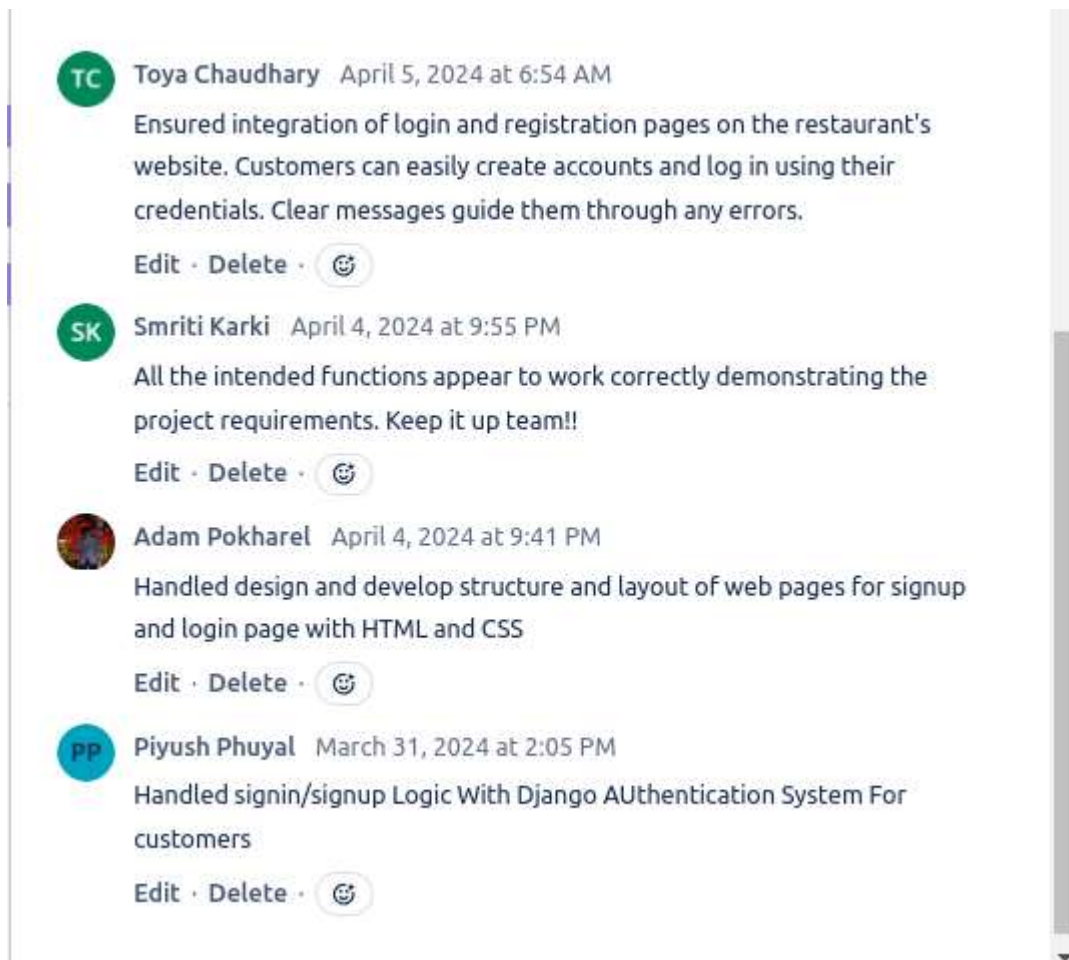 TC Toya Chaudhary April 5, 2024 at 6:54 AM
Ensured integration of login and registration pages on the restaurant's
website. Customers can easily create accounts and log in using their
credentials. Clear messages guide them through any errors.
Edit · Delete ·
SK Smriti Karki April 4, 2024 at 9:55 PM
All the intended functions appear to work correctly demonstrating the
project requirements. Keep it up team!!
Edit · Delete ·
Adam Pokharel April 4, 2024 at 9:41 PM
Handled design and develop structure and layout of web pages for signup
and login page with HTML and CSS
Edit · Delete ·
PP Piyush Phuyal March 31, 2024 at 2:05 PM
Handled signin/signup Logic With Django AUthentication System For
customers
Edit · Delete ·